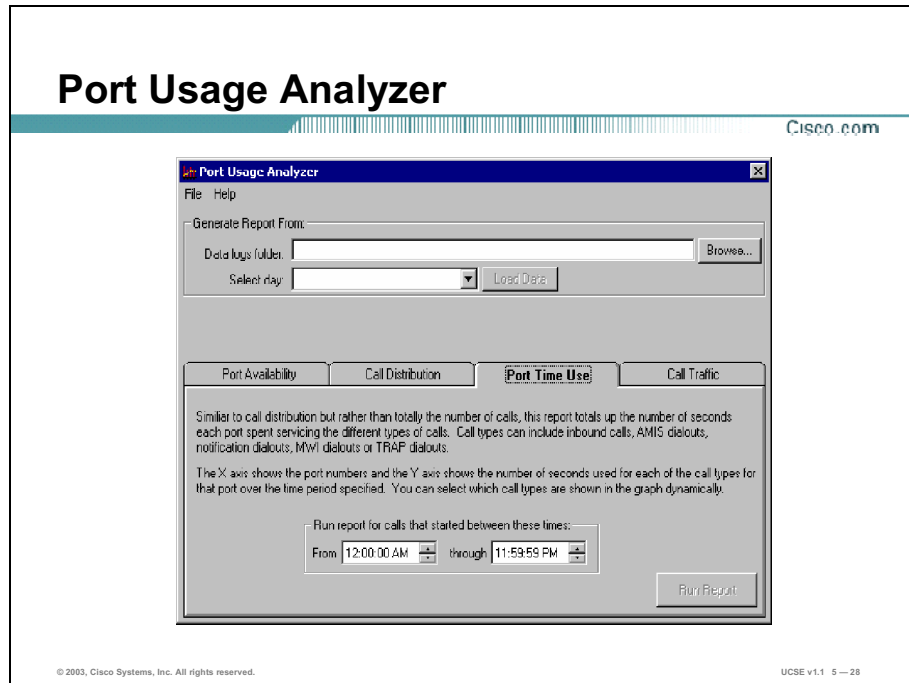 Port Usage Analyzer
Cisco.com
Port Usage Analyzer
File Help
Generate Report From:
Data logs folder: Browse...
Select day: Load Data
Port Availability Call Distribution Port Time Use Call Traffic
Similiar to call distribution but rather than totally the number of calls, this report totals up the number of seconds
each port spent servicing the different types of calls. Call types can include inbound calls, AMIS dialouts,
notification dialouts, MWI dialouts or TRAP dialouts.
The X axis shows the port numbers and the Y axis shows the number of seconds used for each of the call types for
that port over the time period specified. You can select which call types are shown in the graph dynamically.
Run report for calls that started between these times:
From 12:00:00 AM through 11:59:59 PM
Run Report
© 2003, Cisco Systems, Inc. All rights reserved. UCSE v1.1 5 — 28